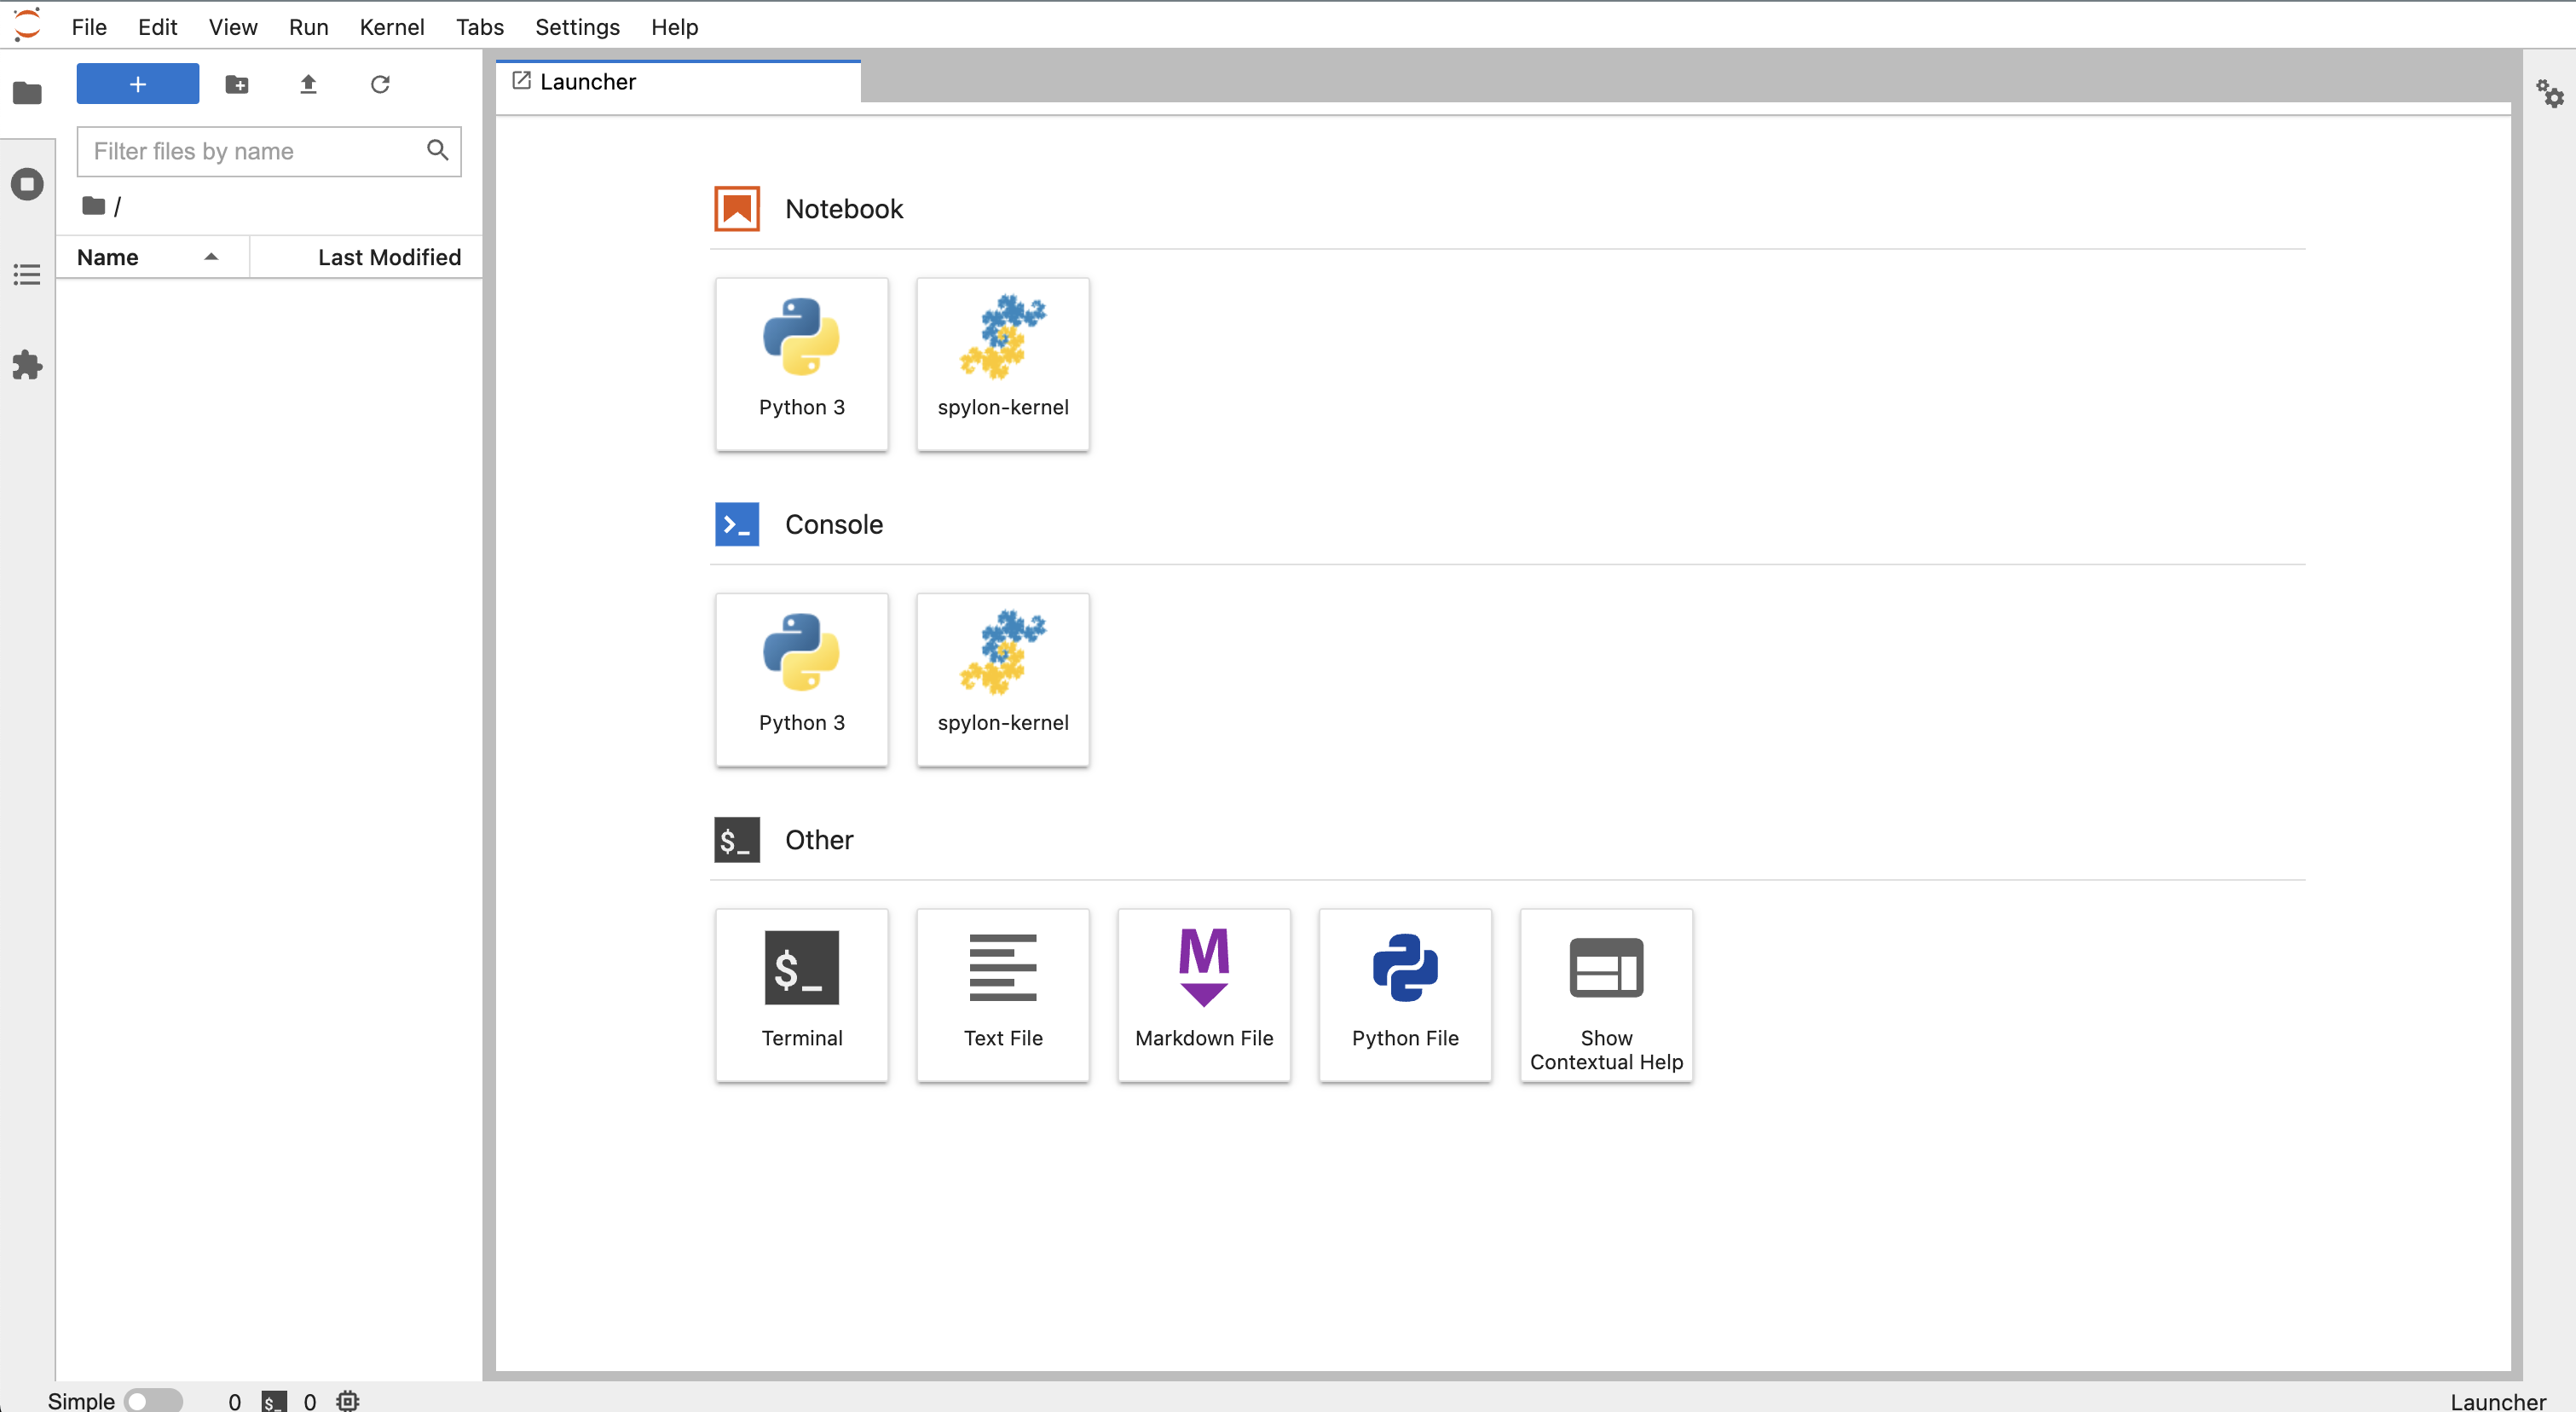 File Edit View Run Kernel Tabs Settings Help
+
Filter files by name
/
Name Last Modified
Launcher
Notebook
Python 3 spylon-kernel
>_ Console
Python 3 spylon-kernel
$_ Other
$_ M
Terminal Text File Markdown File Python File Show
Contextual Help
Simple 0 $_ 0 Launcher